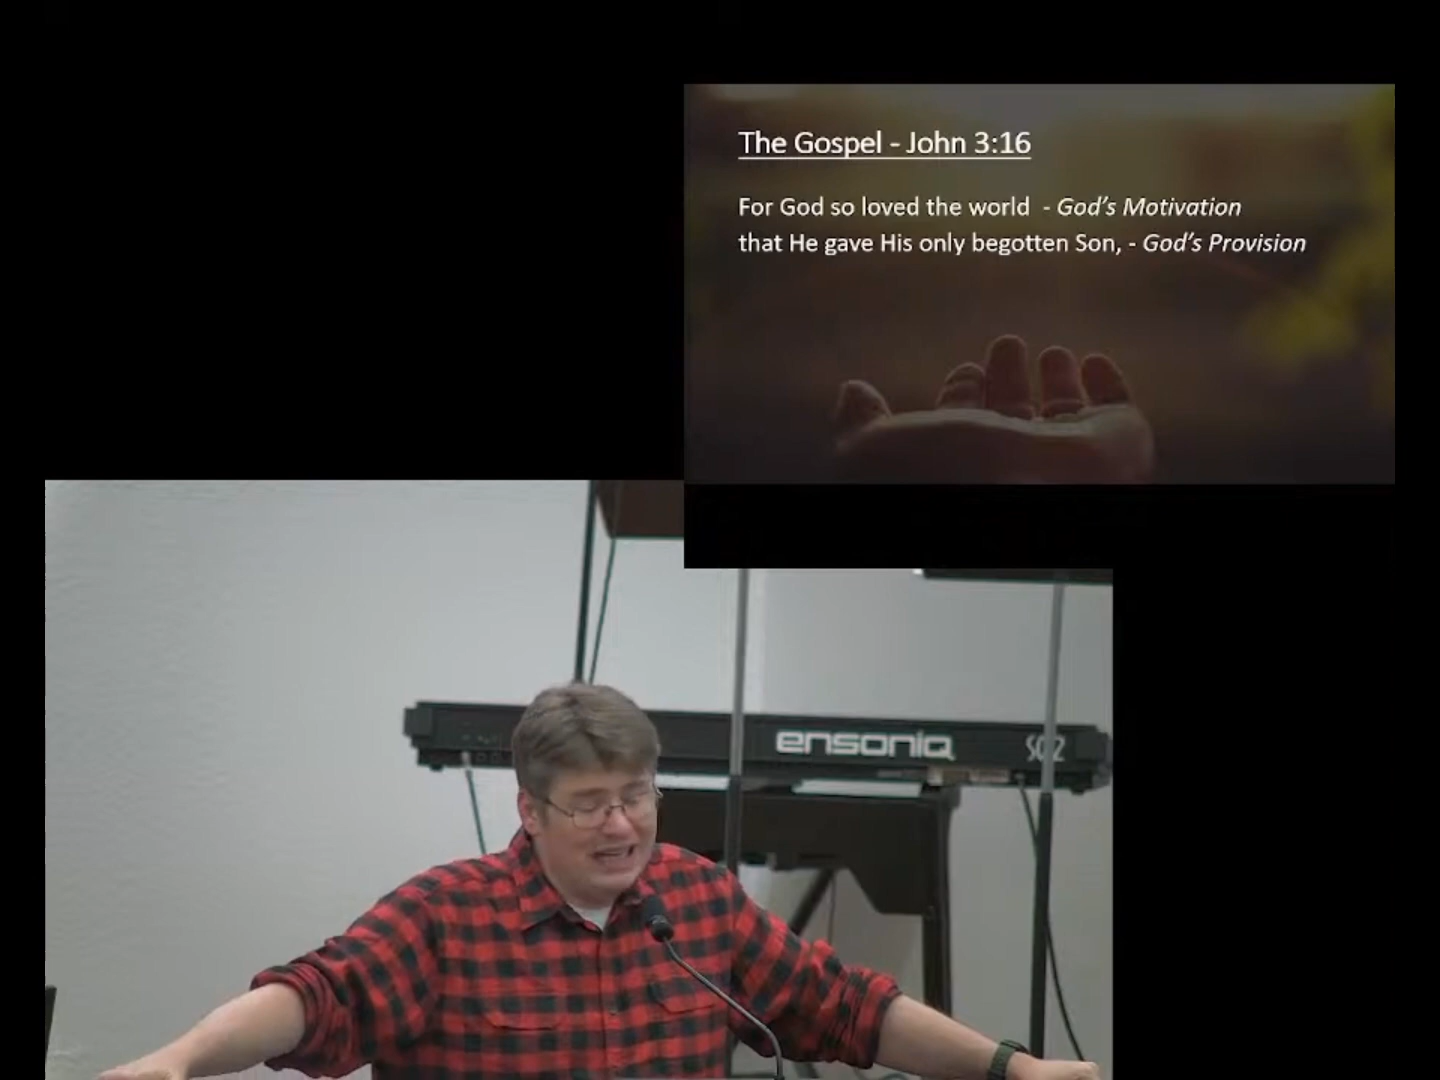 The Gospel - John 3:16
For God so loved the world - God's Motivation
that He gave His only begotten Son, - God's Provision
ensoniq